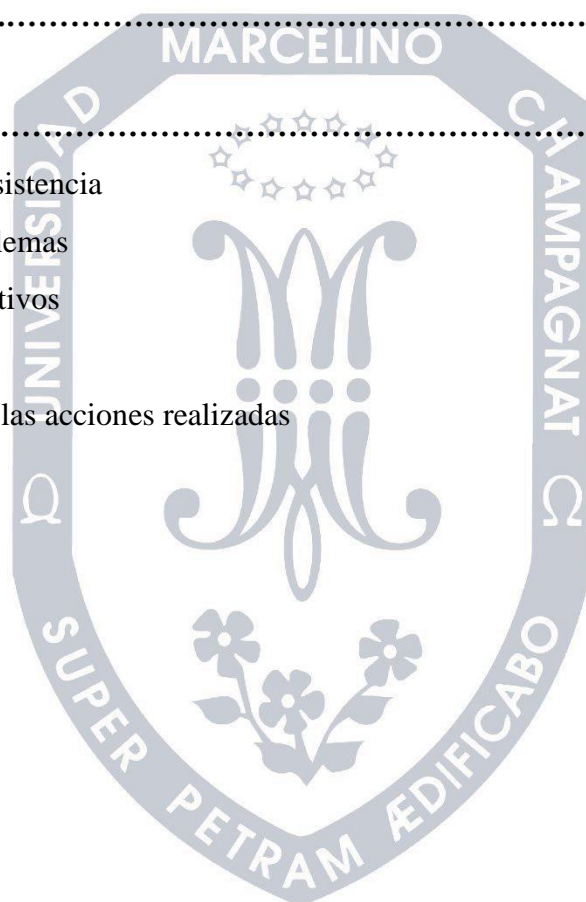 ................................................................
................................................................
sistencia
lemas
tivos
las acciones realizadas
UNIVERSIDAD MARCELINO CHAMPAGNAT
Ω Ω
SUPER PETRAM ÆDIFICABO